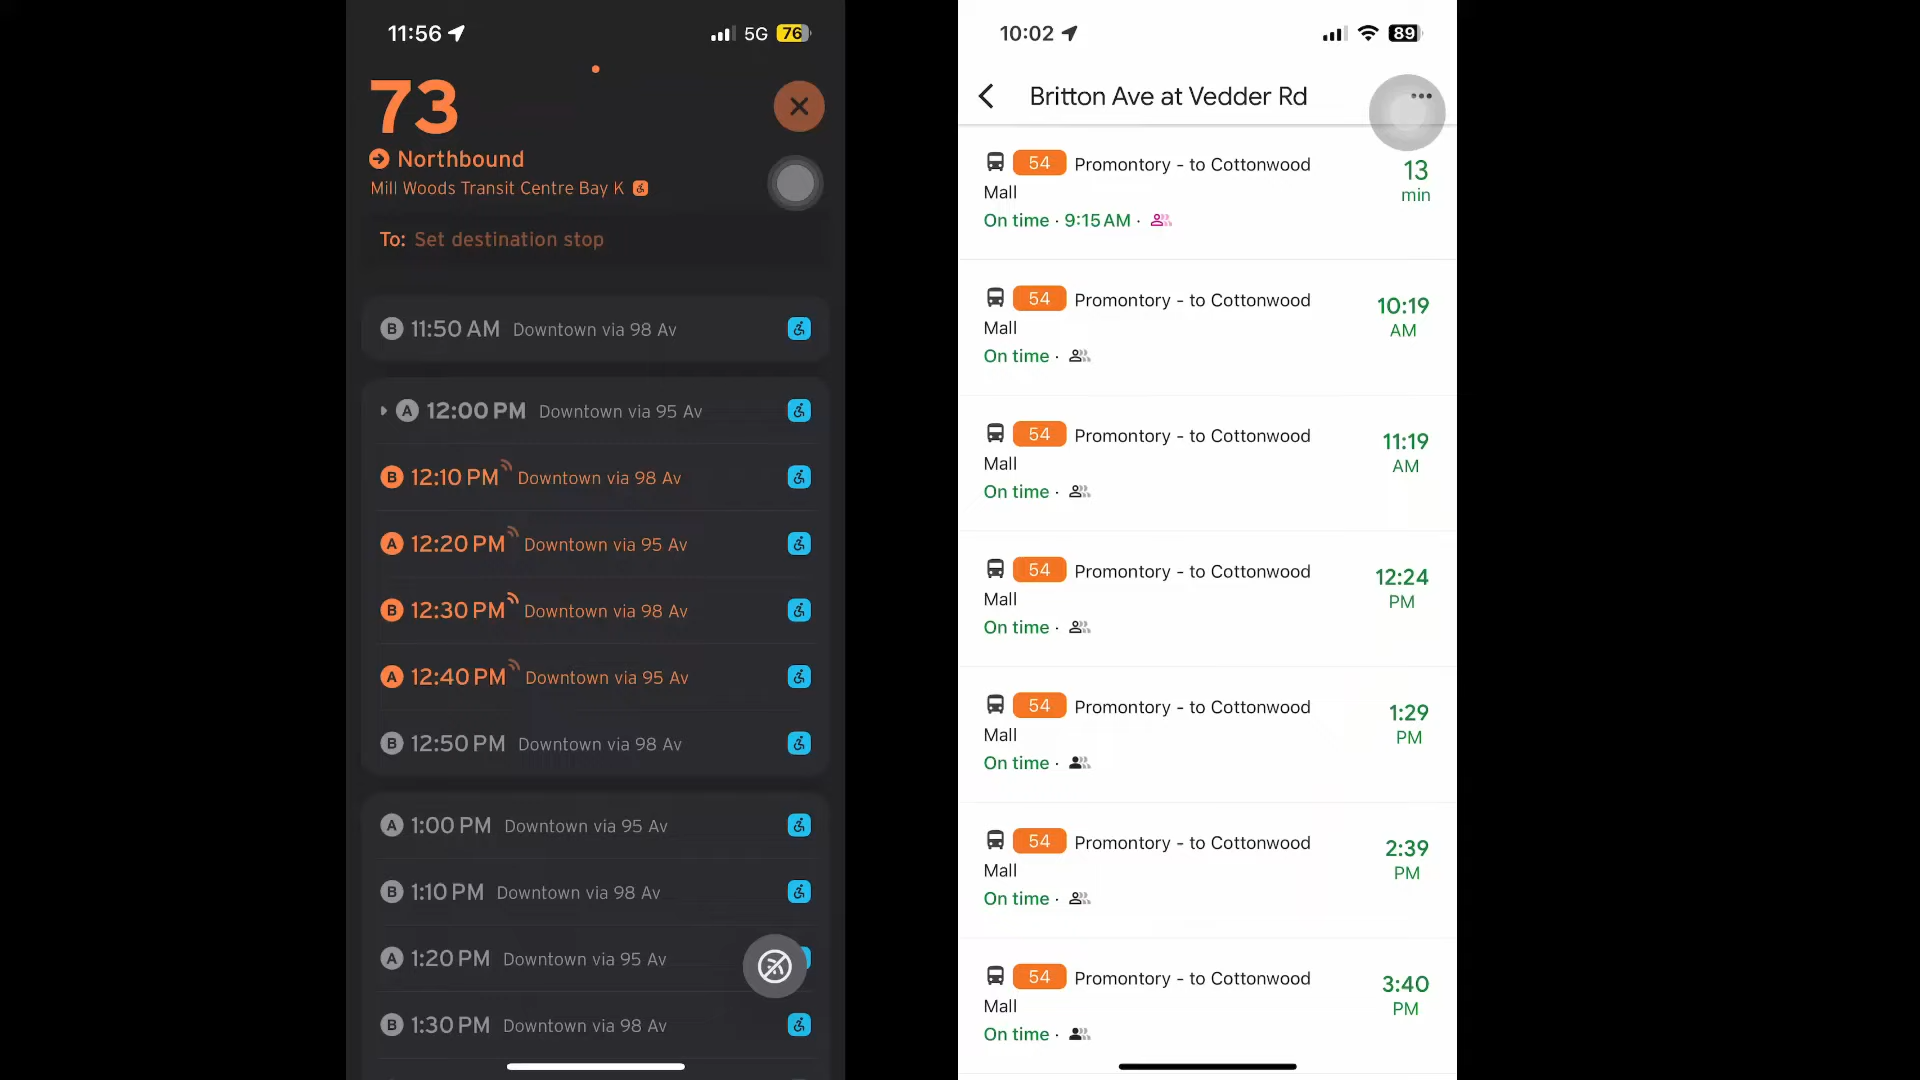 11:56
5G 76
73
Northbound
Mill Woods Transit Centre Bay K
To: Set destination stop
B 11:50 AM Downtown via 98 Av
A 12:00 PM Downtown via 95 Av
B 12:10 PM Downtown via 98 Av
A 12:20 PM Downtown via 95 Av
B 12:30 PM Downtown via 98 Av
A 12:40 PM Downtown via 95 Av
B 12:50 PM Downtown via 98 Av
A 1:00 PM Downtown via 95 Av
B 1:10 PM Downtown via 98 Av
A 1:20 PM Downtown via 95 Av
B 1:30 PM Downtown via 98 Av
10:02
89
Britton Ave at Vedder Rd
54 Promontory - to Cottonwood 13
Mall min
On time · 9:15 AM ·
54 Promontory - to Cottonwood 10:19
Mall AM
On time ·
54 Promontory - to Cottonwood 11:19
Mall AM
On time ·
54 Promontory - to Cottonwood 12:24
Mall PM
On time ·
54 Promontory - to Cottonwood 1:29
Mall PM
On time ·
54 Promontory - to Cottonwood 2:39
Mall PM
On time ·
54 Promontory - to Cottonwood 3:40
Mall PM
On time ·